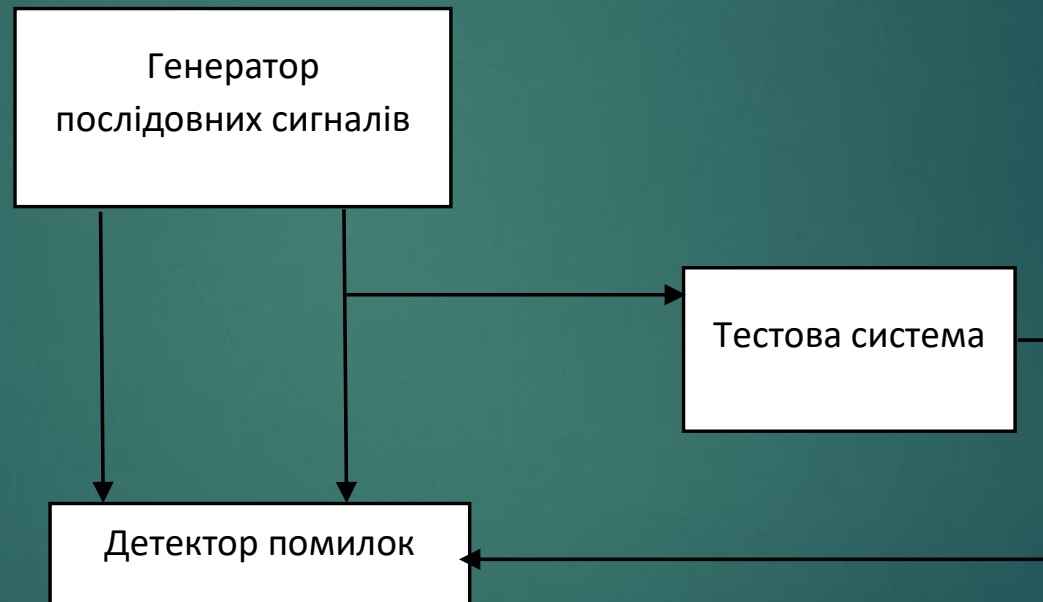 Генератор
послідовних сигналів
Тестова система
Детектор помилок